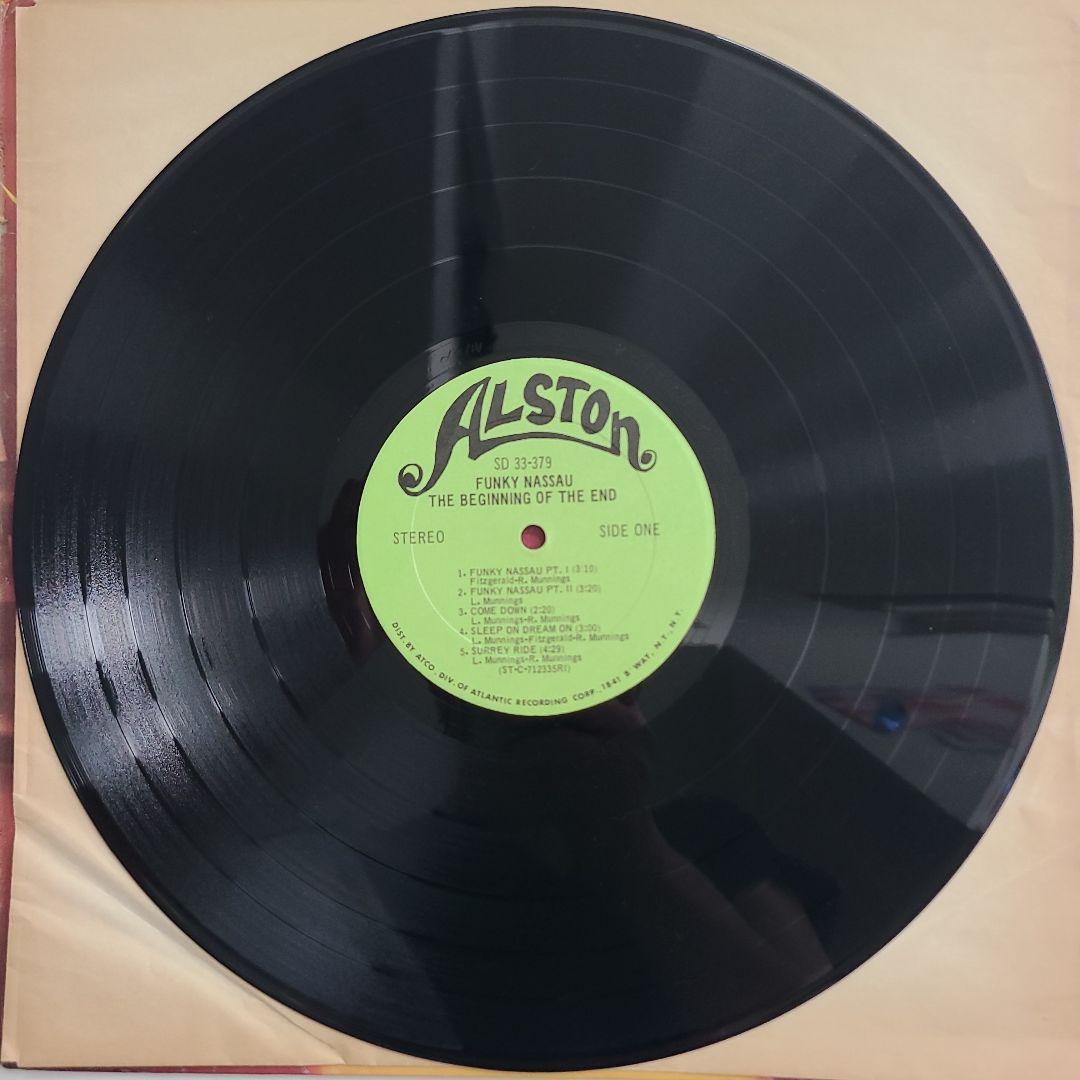 ALSTON
SD 33-379
FUNKY NASSAU
THE BEGINNING OF THE END
STEREO
SIDE ONE
1. FUNKY NASSAU PT. I (3:10)
Fitzgerald-R. Munnings
2. FUNKY NASSAU PT. II (3:20)
L. Munnings
3. COME DOWN (2:20)
L. Munnings-R. Munnings
4. SLEEP ON DREAM ON (3:00)
L. Munnings-Fitzgerald-R. Munnings
5. SURREY RIDE (4:29)
L. Munnings-R. Munnings
(ST-C-712335RI)
DIST. BY ATCO, DIV. OF ATLANTIC RECORDING CORP., 1841 B'WAY, N.Y., N.Y.